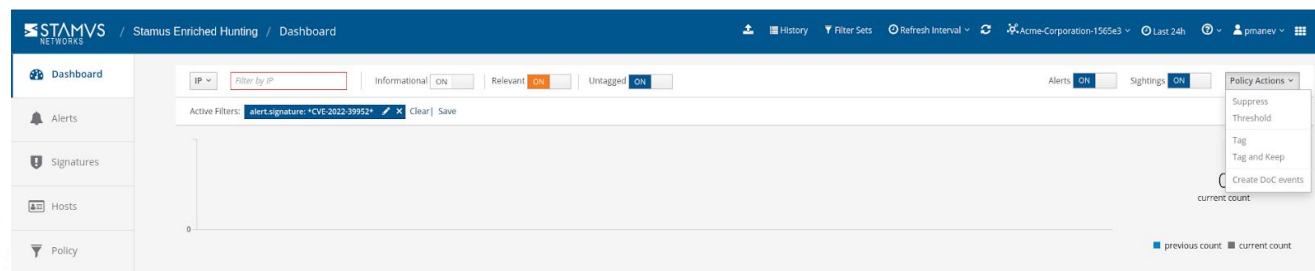 STAMVS NETWORKS / Stamus Enriched Hunting / Dashboard
History Filter Sets Refresh Interval Acme-Corporation-1565e3 Last 24h pmanev
Dashboard
IP Filter by IP Informational ON Relevant ON Untagged ON Alerts ON Sightings ON Policy Actions
Active Filters: alert.signature: *CVE-2022-39952* Clear| Save
Suppress
Alerts
Threshold
Tag
Signatures
Tag and Keep
Create DoC events
current count
Hosts
0
previous count current count
Policy